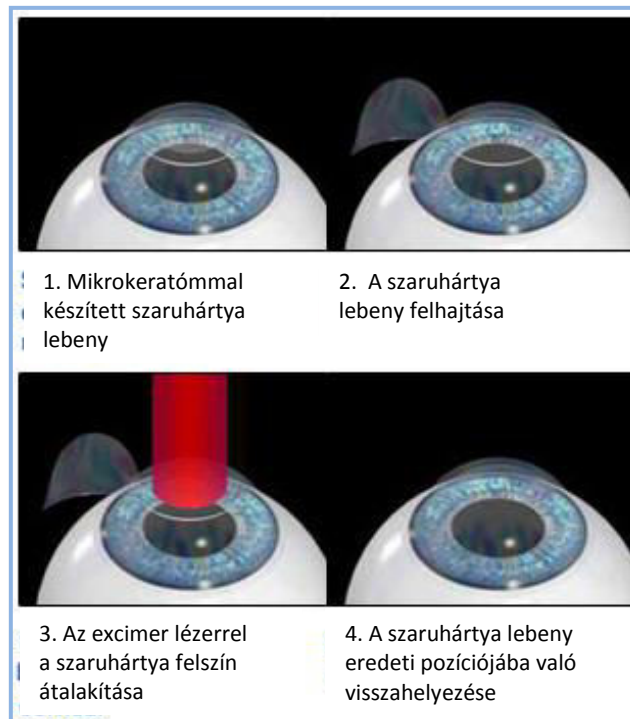 1. Mikrokeratómmal
készített szaruhártya
lebeny
2. A szaruhártya
lebeny felhajtása
3. Az excimer lézerrel
a szaruhártya felszín
átalakítása
4. A szaruhártya lebeny
eredeti pozíciójába való
visszahelyezése